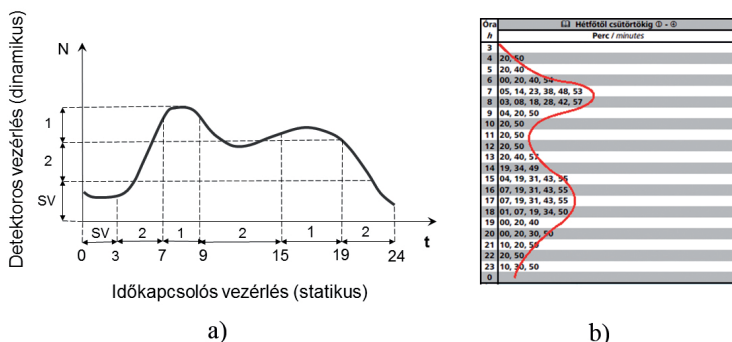 Detektoros vezérlés (dinamikus)
N
1
2
SV
SV 2 1 2 1 2
t
0 3 7 9 15 19 24
Időkapcsolós vezérlés (statikus)
a)
Óra
h
Hétfőtől csütörtökig ① - ④
Perc / minutes
3
4 20, 50
5 20, 40
6 00, 20, 40, 54
7 05, 14, 23, 38, 48, 53
8 03, 08, 18, 28, 42, 57
9 04, 20, 50
10 20, 50
11 20, 50
12 20, 50
13 20, 40, 57
14 19, 34, 49
15 04, 19, 31, 43, 55
16 07, 19, 31, 43, 55
17 07, 19, 31, 43, 55
18 01, 07, 19, 34, 50
19 00, 20, 40
20 00, 20, 30, 50
21 10, 20, 50
22 20, 50
23 10, 30, 50
0
b)